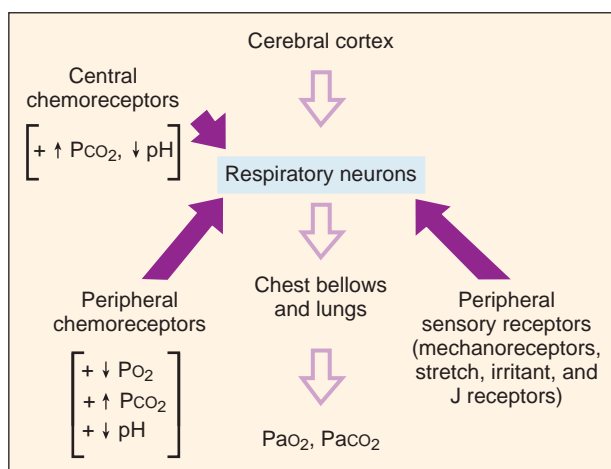 Cerebral cortex
Central
chemoreceptors
+ ↑ PCO₂, ↓ pH
Respiratory neurons
Chest bellows
and lungs
Peripheral
chemoreceptors
+ ↓ PO₂
+ ↑ PCO₂
+ ↓ pH
Peripheral
sensory receptors
(mechanoreceptors,
stretch, irritant, and
J receptors)
PaO₂, PaCO₂